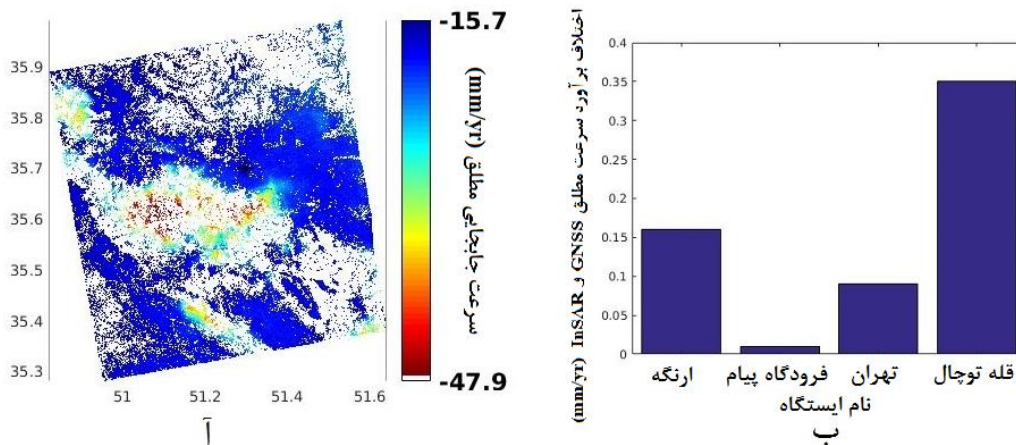 35.9
35.8
35.7
35.6
35.5
35.4
35.3
51
51.2
51.4
51.6
-15.7
سرعت جابجایی مطلق (mm/yr)
-47.9
آ
اختلاف برآورد سرعت مطلق GNSS و InSAR (mm/yr)
0.4
0.35
0.3
0.25
0.2
0.15
0.1
0.05
0
ارنگه
فرودگاه پیام
تهران
قله توچال
نام ایستگاه
ب